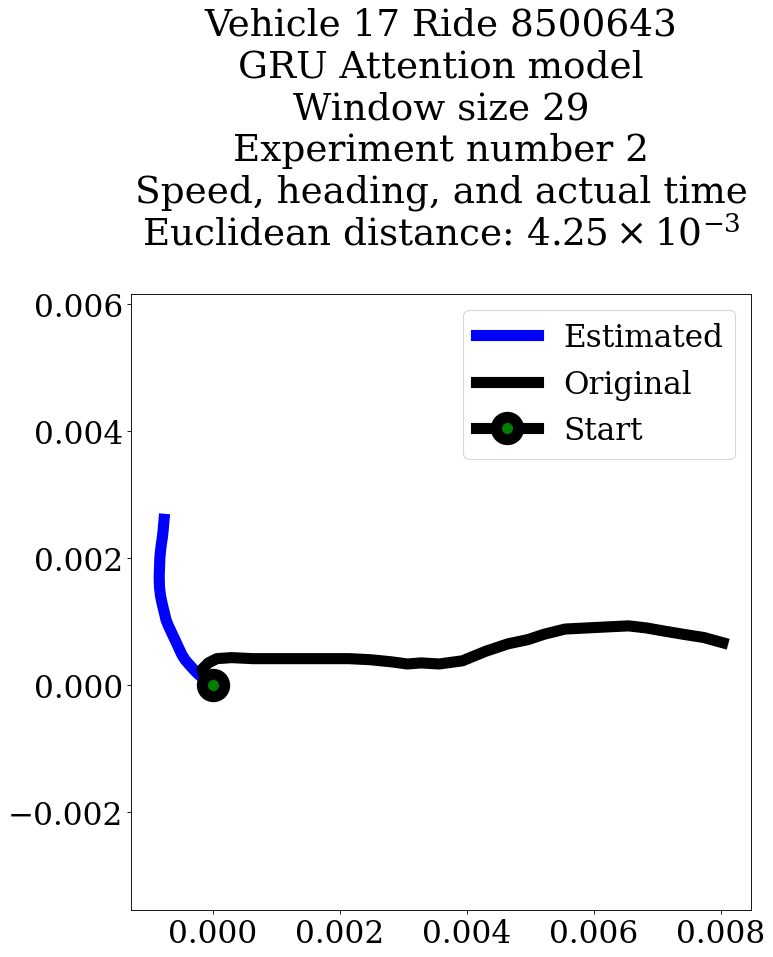 Vehicle 17 Ride 8500643
GRU Attention model
Window size 29
Experiment number 2
Speed, heading, and actual time
Euclidean distance: 4.25 × 10⁻³
0.006
0.004
0.002
0.000
−0.002
Estimated
Original
Start
0.000 0.002 0.004 0.006 0.008